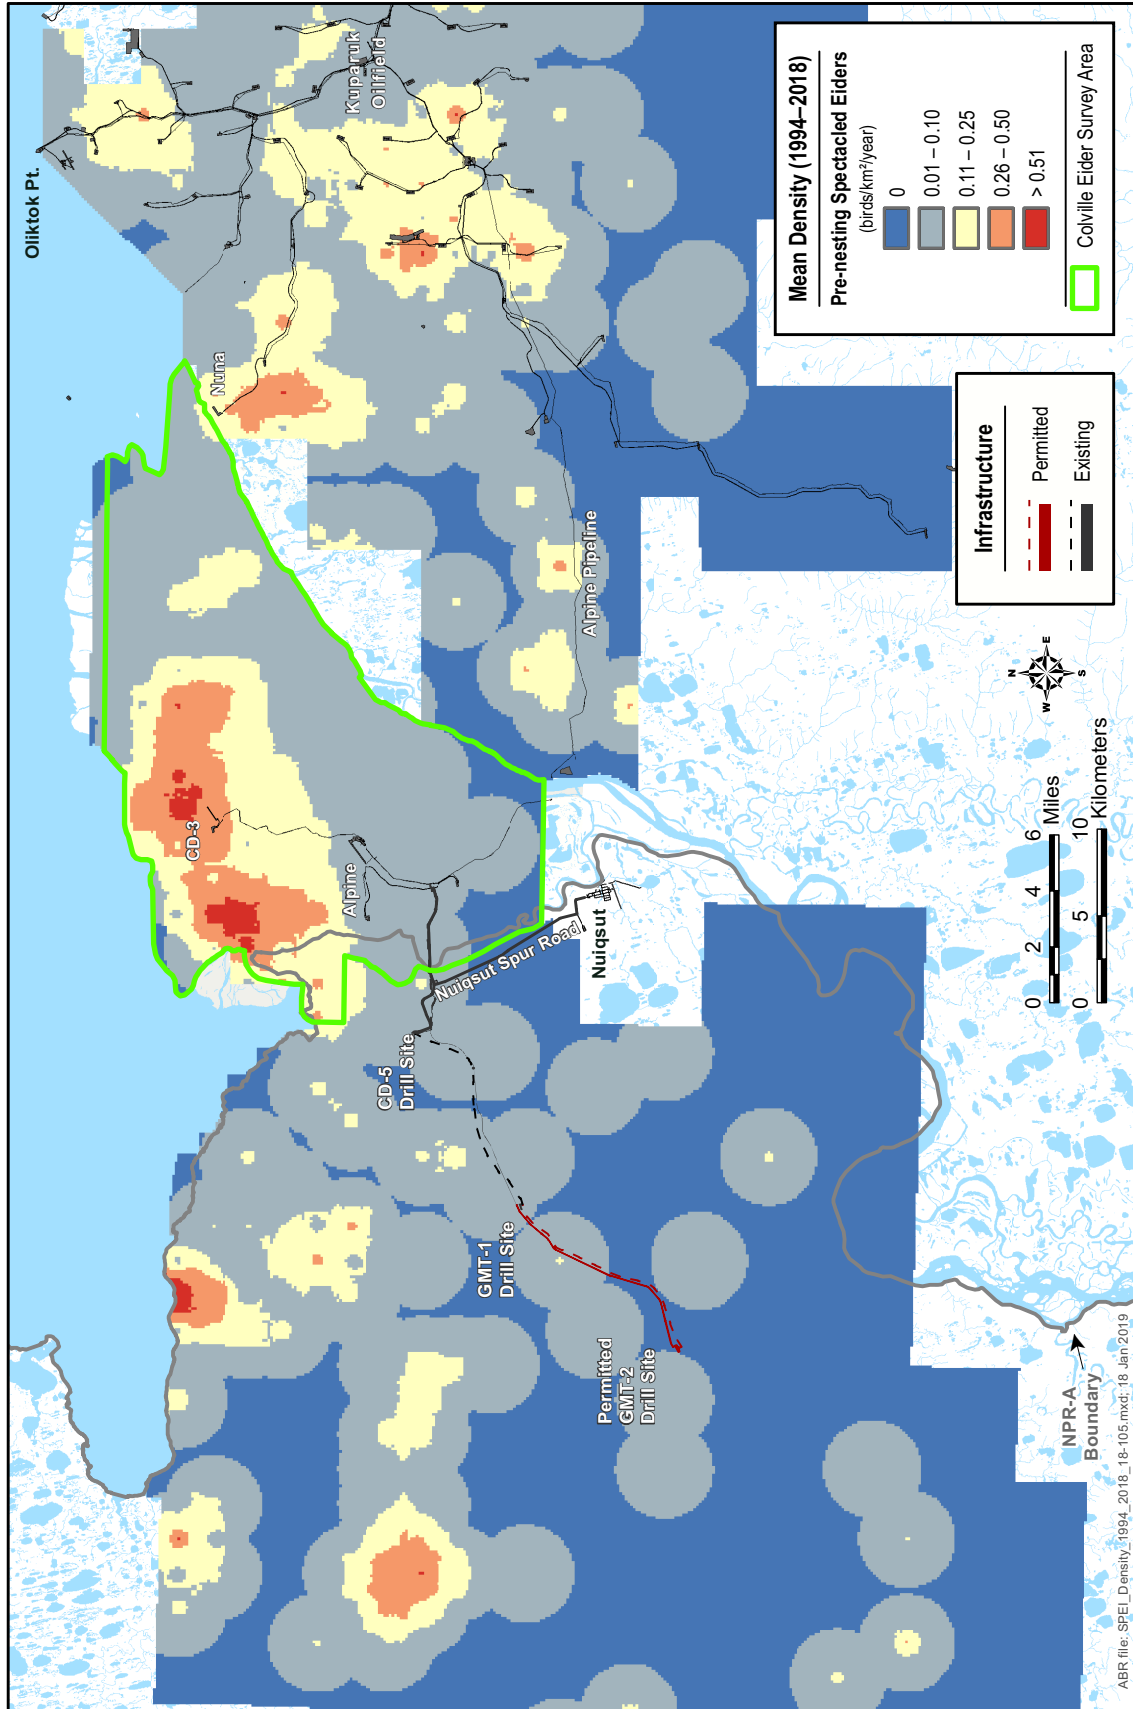 Oliktok Pt.
Kuparuk
Oilfield
Nuna
CD-3
Alpine
Alpine Pipeline
Nuiqsut Spur Road
Nuiqsut
CD-5
Drill Site
GMT-1
Drill Site
Permitted
GMT-2
Drill Site
NPR-A
Boundary
Mean Density (1994–2018)
Pre-nesting Spectacled Eiders
(birds/km²/year)
0
0.01 – 0.10
0.11 – 0.25
0.26 – 0.50
> 0.51
Colville Eider Survey Area
Infrastructure
Permitted
Existing
N
W E
S
0 2 4 6
Miles
0 5 10
Kilometers
ABR file: SPEI_Density_1994_2018_18-105.mxd; 18 Jan 2019